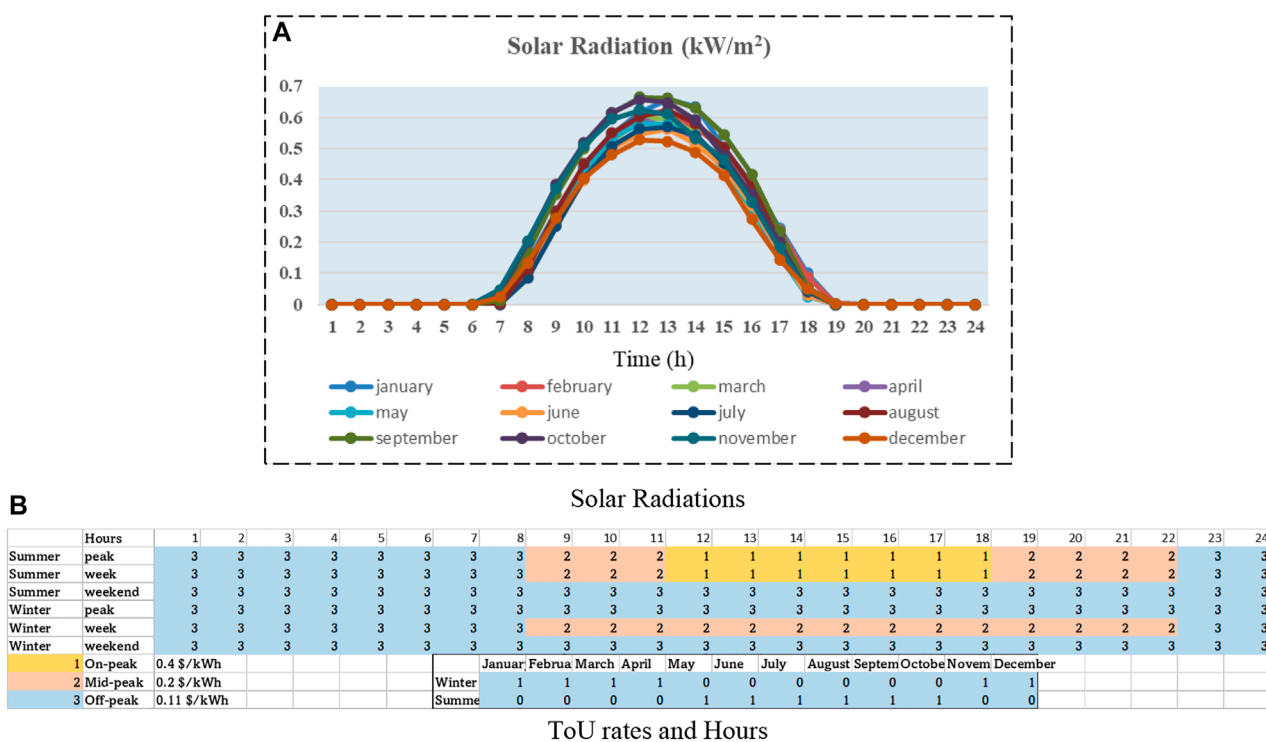 A
Solar Radiation (kW/m²)
0.7
0.6
0.5
0.4
0.3
0.2
0.1
0
1 2 3 4 5 6 7 8 9 10 11 12 13 14 15 16 17 18 19 20 21 22 23 24
Time (h)
january february march april
may june july august
september october november december
Solar Radiations
B
Hours 1 2 3 4 5 6 7 8 9 10 11 12 13 14 15 16 17 18 19 20 21 22 23 24
Summer peak 3 3 3 3 3 3 3 3 2 2 2 1 1 1 1 1 1 1 2 2 2 2 3 3
Summer week 3 3 3 3 3 3 3 3 2 2 2 1 1 1 1 1 1 1 2 2 2 2 3 3
Summer weekend 3 3 3 3 3 3 3 3 3 3 3 3 3 3 3 3 3 3 3 3 3 3 3 3
Winter peak 3 3 3 3 3 3 3 3 3 3 3 3 3 3 3 3 3 3 3 3 3 3 3 3
Winter week 3 3 3 3 3 3 3 3 2 2 2 2 2 2 2 2 2 2 2 2 2 2 3 3
Winter weekend 3 3 3 3 3 3 3 3 3 3 3 3 3 3 3 3 3 3 3 3 3 3 3 3
1 On-peak 0.4 $/kWh Januar Februa March April May June July August Septem Octobe Novem December
2 Mid-peak 0.2 $/kWh Winter 1 1 1 1 0 0 0 0 0 0 1 1
3 Off-peak 0.11 $/kWh Summe 0 0 0 0 1 1 1 1 1 1 0 0
ToU rates and Hours